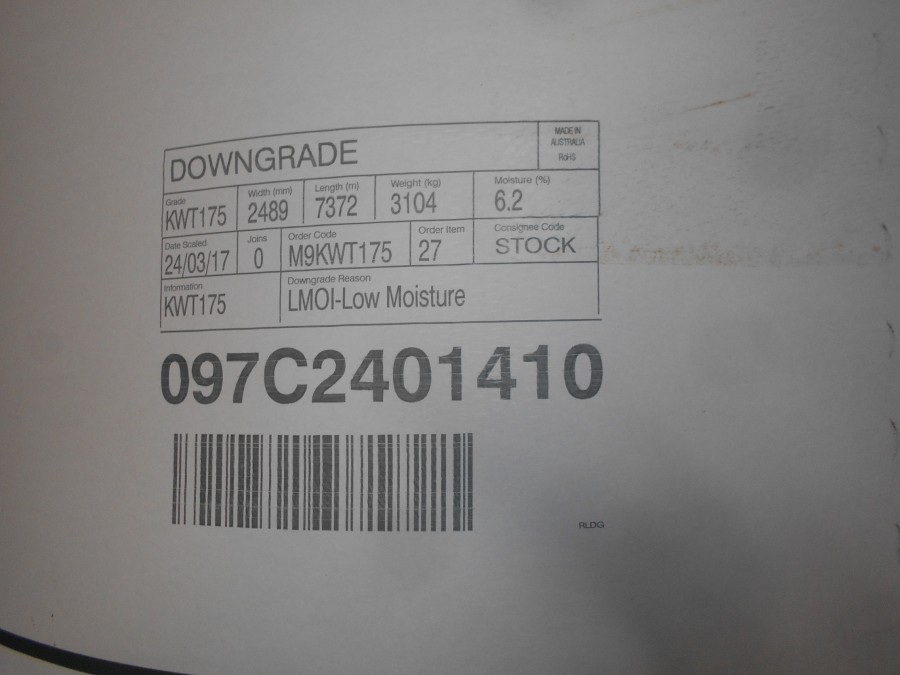 DOWNGRADE
MADE IN
AUSTRALIA
RoHS
Grade Width (mm) Length (m) Weight (kg) Moisture (%)
KWT175 2489 7372 3104 6.2
Date Scaled Joins Order Code Order Item Consignee Code
24/03/17 0 M9KWT175 27 STOCK
Information Downgrade Reason
KWT175 LMOI-Low Moisture
097C2401410
RLDG